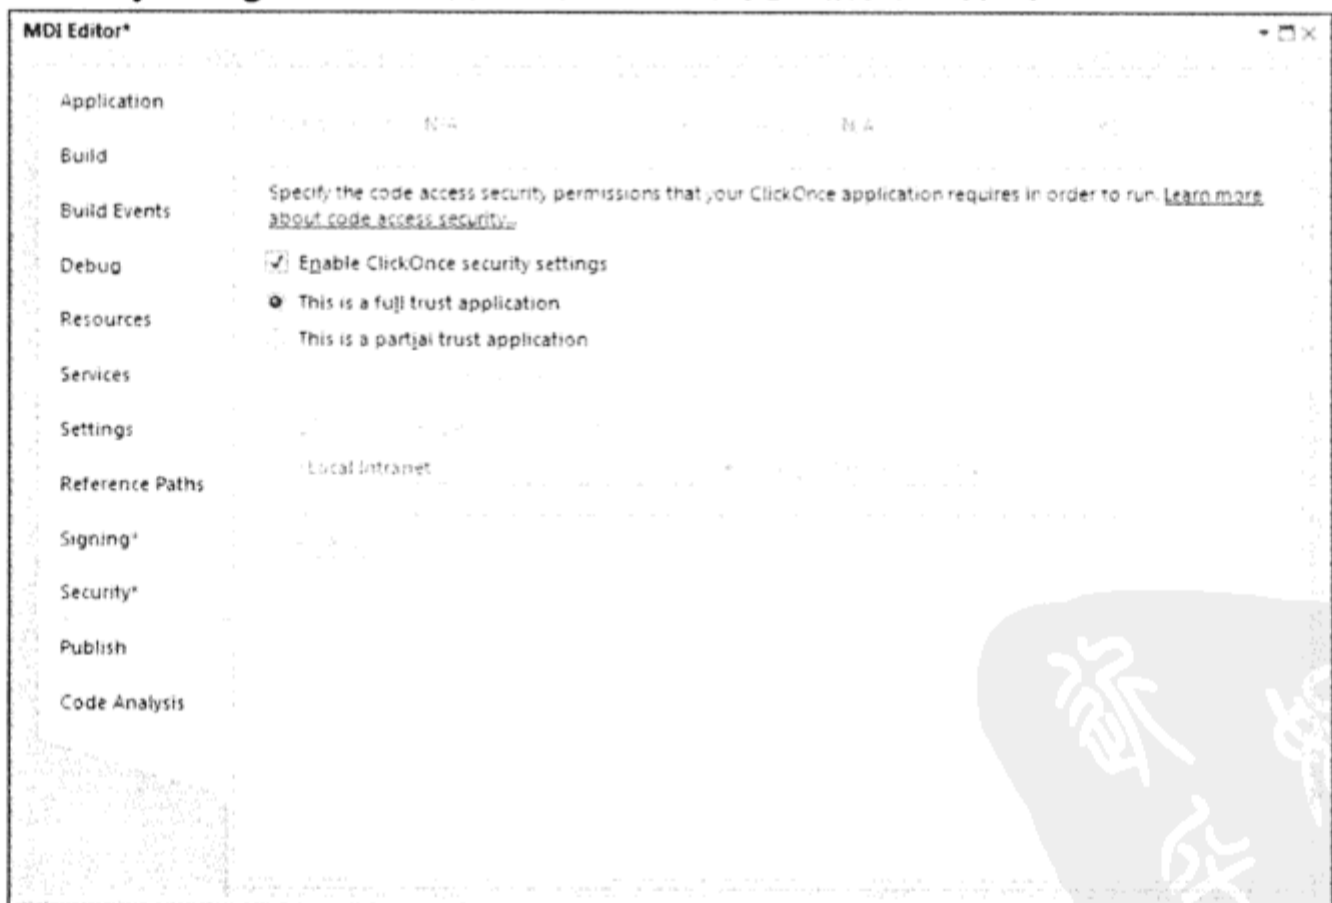 MDI Editor*
Application
N/A N/A
Build
Specify the code access security permissions that your ClickOnce application requires in order to run. Learn more
about code access security...
Build Events
Enable ClickOnce security settings
Debug
This is a full trust application
Resources
This is a partial trust application
Services
Settings
Local Intranet
Reference Paths
Signing*
Security*
Publish
Code Analysis